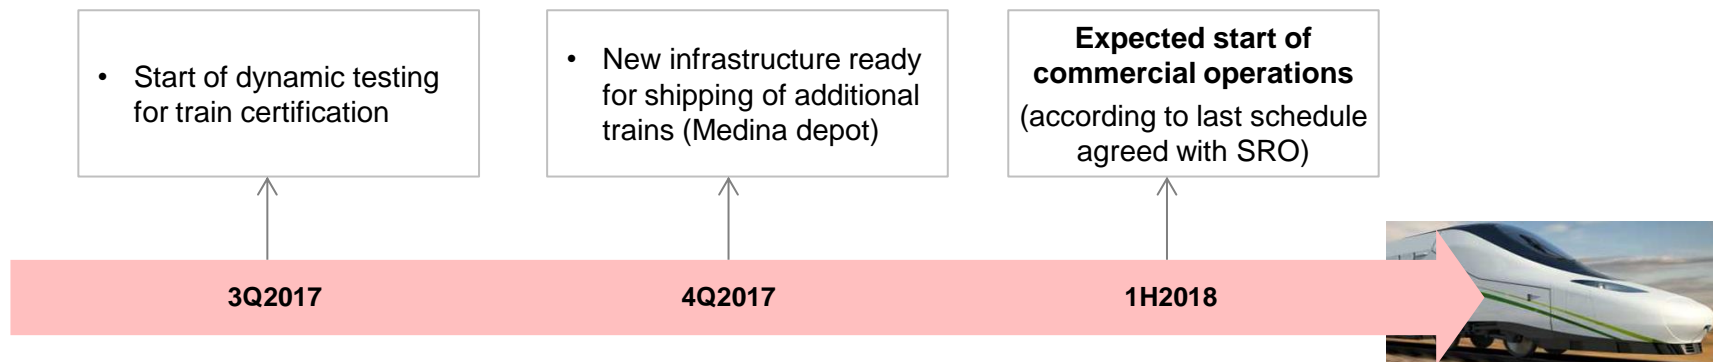 • Start of dynamic testing
for train certification
• New infrastructure ready
for shipping of additional
trains (Medina depot)
Expected start of
commercial operations
(according to last schedule
agreed with SRO)
3Q2017
4Q2017
1H2018